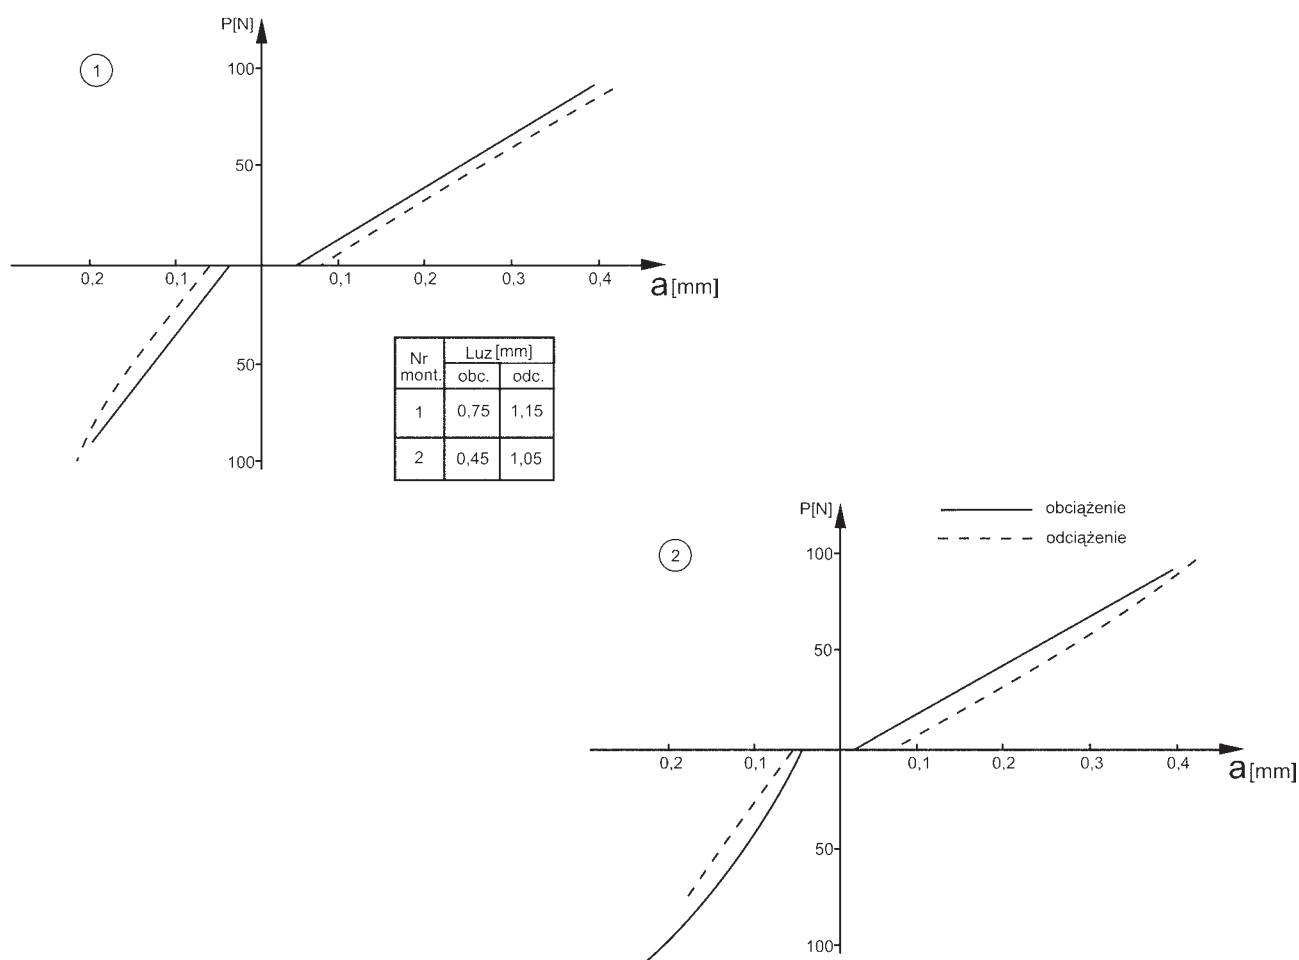 P[N]
1
100
50
0,2 0,1 0,1 0,2 0,3 0,4
a[mm]
50
100
Nr mont. Luz [mm]
obc. odc.
1 0,75 1,15
2 0,45 1,05
P[N]
obciążenie
odciążenie
2
100
50
0,2 0,1 0,1 0,2 0,3 0,4
a[mm]
50
100